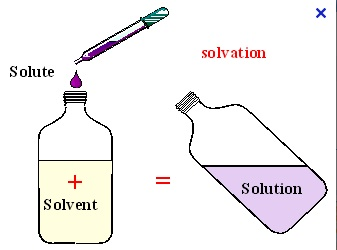 solvation
Solute
+
Solvent
=
Solution